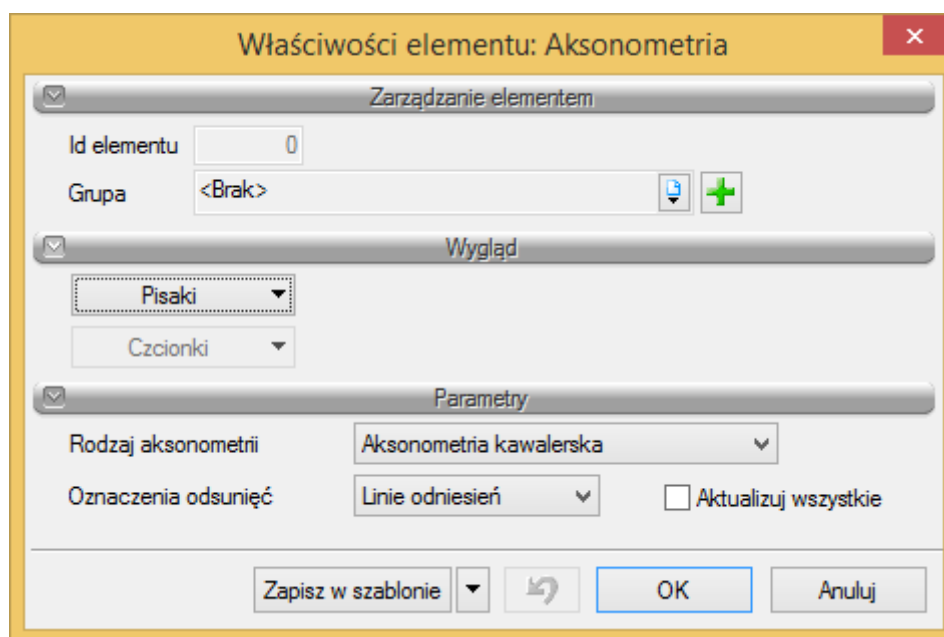 Właściwości elementu: Aksonometria
Zarządzanie elementem
Id elementu 0
Grupa <Brak>
Wygląd
Pisaki
Czcionki
Parametry
Rodzaj aksonometrii Aksonometria kawalerska
Oznaczenia odsunięć Linie odniesień Aktualizuj wszystkie
Zapisz w szablonie OK Anuluj